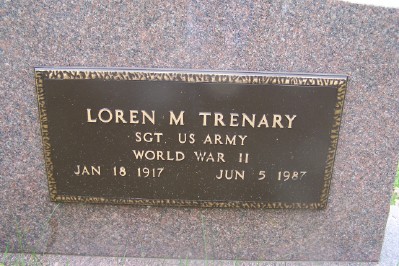 LOREN M TRENARY
SGT US ARMY
WORLD WAR II
JAN 18 1917 JUN 5 1987